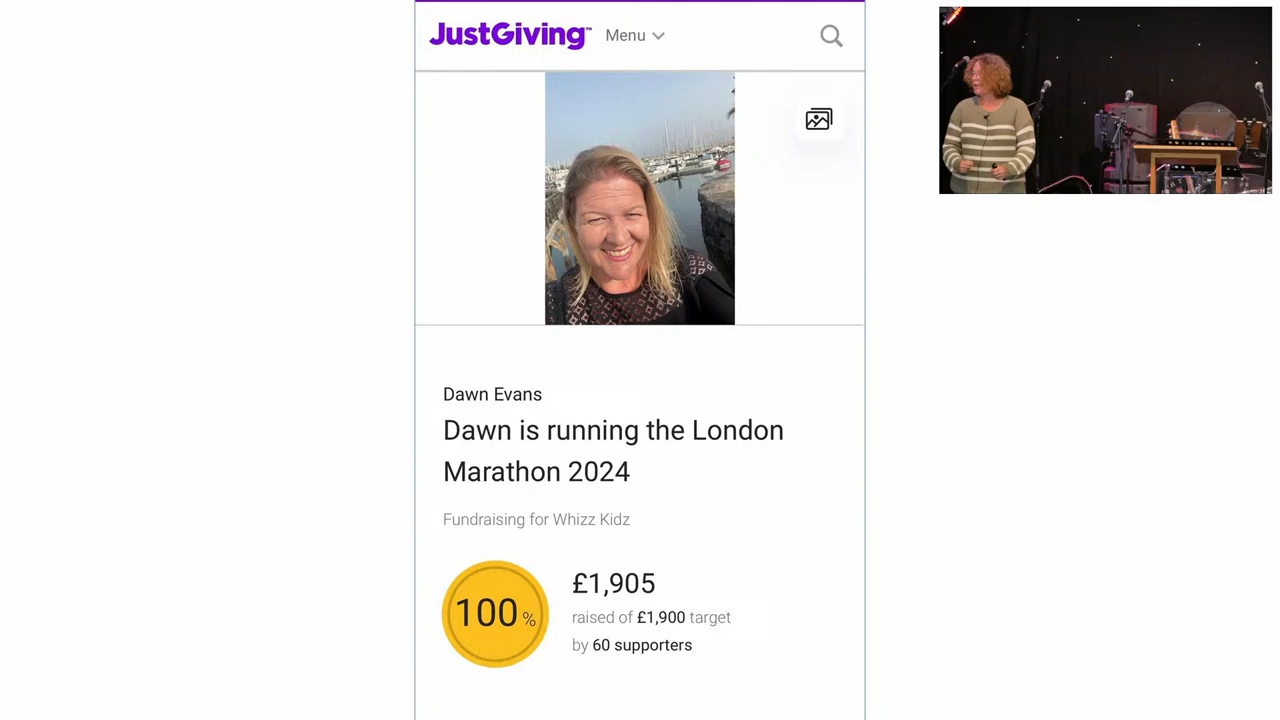 JustGiving™ Menu
Dawn Evans
Dawn is running the London
Marathon 2024
Fundraising for Whizz Kidz
100%
£1,905
raised of £1,900 target
by 60 supporters